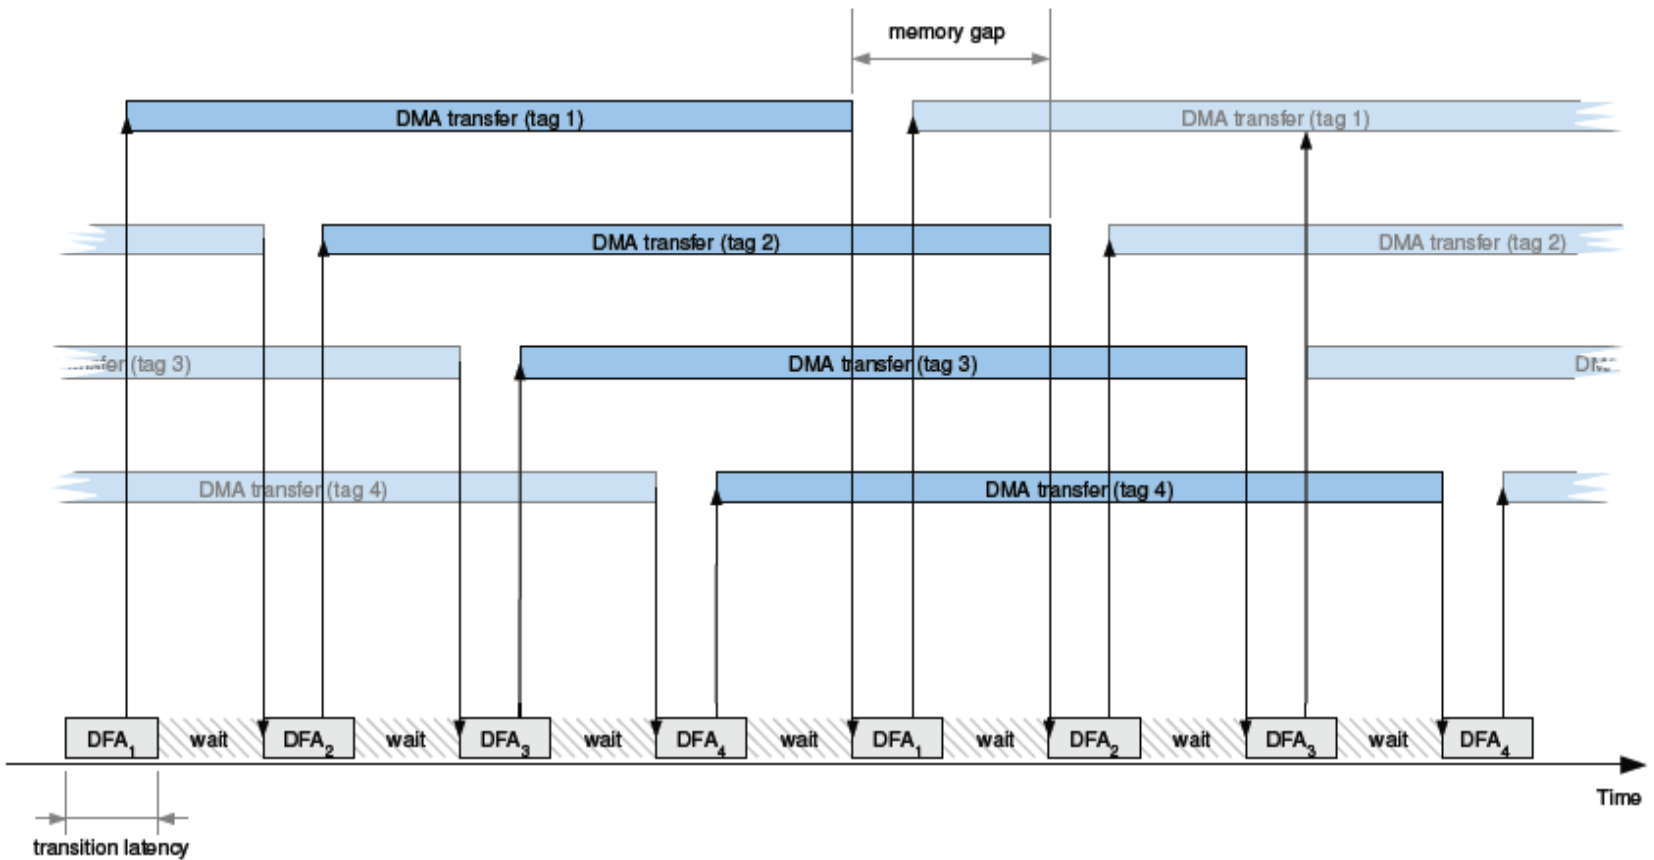 memory gap
DMA transfer (tag 1)
DMA transfer (tag 1)
DMA transfer (tag 2)
DMA transfer (tag 2)
(tag 3)
DMA transfer (tag 3)
DMA transfer (tag 4)
DMA transfer (tag 4)
DFA1 wait DFA2 wait DFA3 wait DFA4 wait DFA1 wait DFA2 wait DFA3 wait DFA4
Time
transition latency